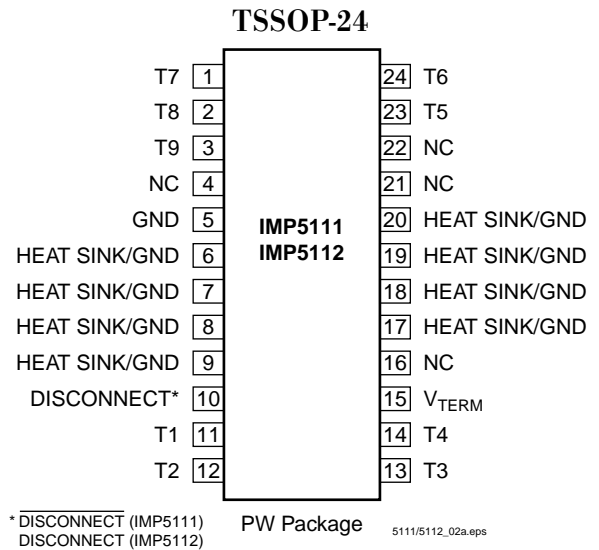 TSSOP-24
T7 1 24 T6
T8 2 23 T5
T9 3 22 NC
NC 4 21 NC
GND 5 20 HEAT SINK/GND
IMP5111
IMP5112
HEAT SINK/GND 6 19 HEAT SINK/GND
HEAT SINK/GND 7 18 HEAT SINK/GND
HEAT SINK/GND 8 17 HEAT SINK/GND
HEAT SINK/GND 9 16 NC
DISCONNECT* 10 15 VTERM
T1 11 14 T4
T2 12 13 T3
* DISCONNECT (IMP5111)
DISCONNECT (IMP5112)
PW Package
5111/5112_02a.eps